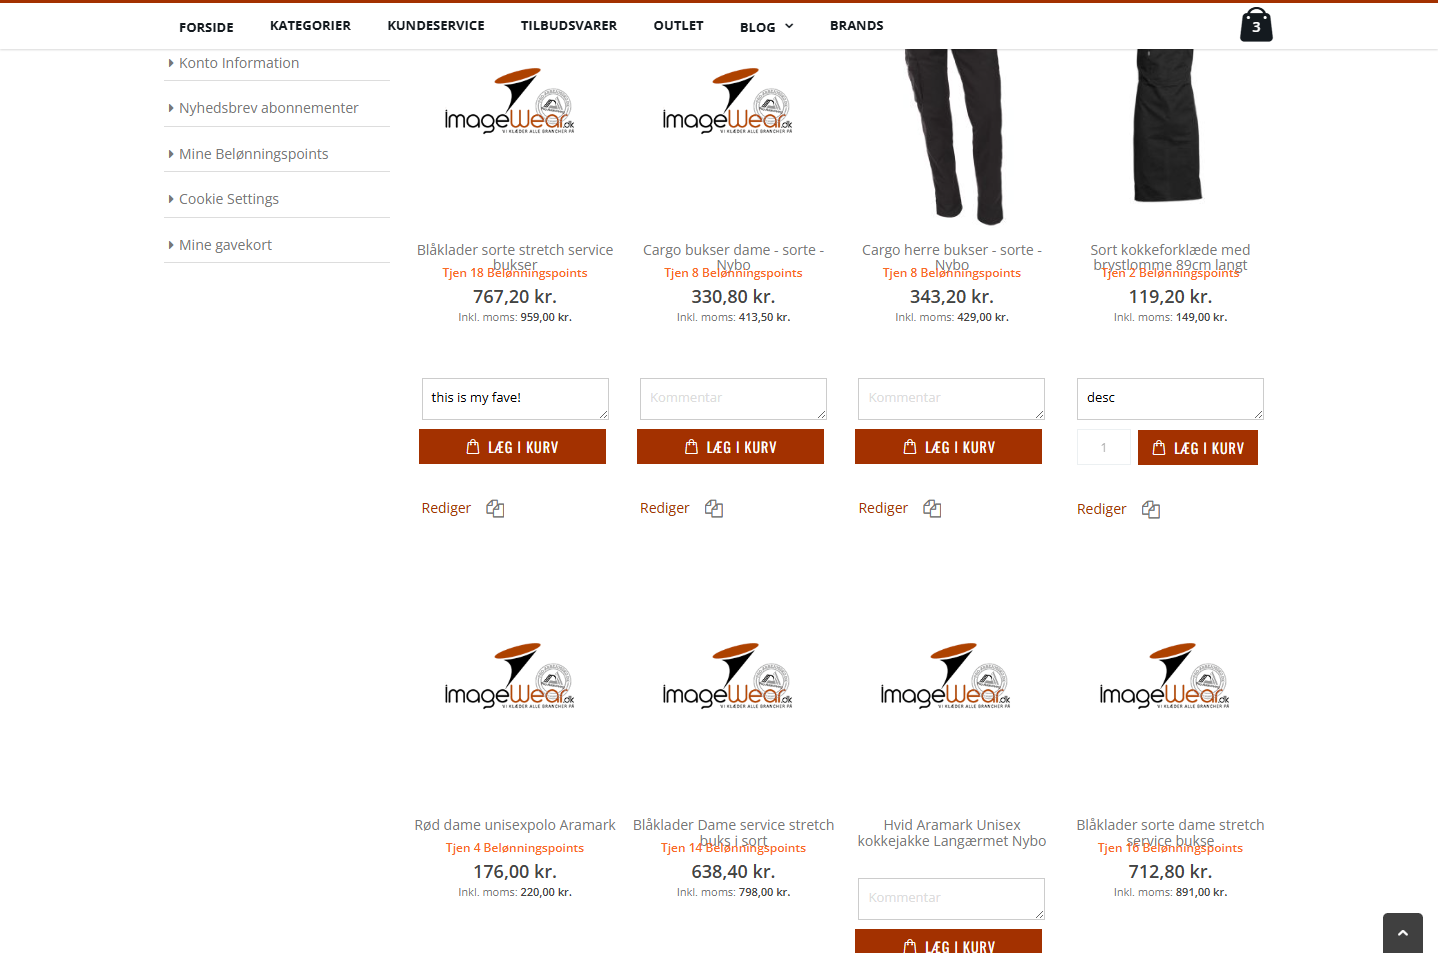 FORSIDE KATEGORIER KUNDESERVICE TILBUDSVARER OUTLET BLOG BRANDS 3
Konto Information
Nyhedsbrev abonnementer
Mine Belønningspoints
Cookie Settings
Mine gavekort
imageWear.dk
VI KLÆDER ALLE BRANCHER PÅ
imageWear.dk
VI KLÆDER ALLE BRANCHER PÅ
Blåklader sorte stretch service
bukser
Tjen 18 Belønningspoints
767,20 kr.
Inkl. moms: 959,00 kr.
this is my fave!
LÆG I KURV
Rediger
Cargo bukser dame - sorte -
Nybo
Tjen 8 Belønningspoints
330,80 kr.
Inkl. moms: 413,50 kr.
Kommentar
LÆG I KURV
Rediger
Cargo herre bukser - sorte -
Nybo
Tjen 8 Belønningspoints
343,20 kr.
Inkl. moms: 429,00 kr.
Kommentar
LÆG I KURV
Rediger
Sort kokkeforklæde med
brystlomme 89cm langt
Tjen 2 Belønningspoints
119,20 kr.
Inkl. moms: 149,00 kr.
desc
1
LÆG I KURV
Rediger
imageWear.dk
VI KLÆDER ALLE BRANCHER PÅ
Rød dame unisexpolo Aramark
Tjen 4 Belønningspoints
176,00 kr.
Inkl. moms: 220,00 kr.
imageWear.dk
VI KLÆDER ALLE BRANCHER PÅ
Blåklader Dame service stretch
buks i sort
Tjen 14 Belønningspoints
638,40 kr.
Inkl. moms: 798,00 kr.
imageWear.dk
VI KLÆDER ALLE BRANCHER PÅ
Hvid Aramark Unisex
kokkejakke Langærmet Nybo
Kommentar
LÆG I KURV
imageWear.dk
VI KLÆDER ALLE BRANCHER PÅ
Blåklader sorte dame stretch
service bukse
Tjen 16 Belønningspoints
712,80 kr.
Inkl. moms: 891,00 kr.